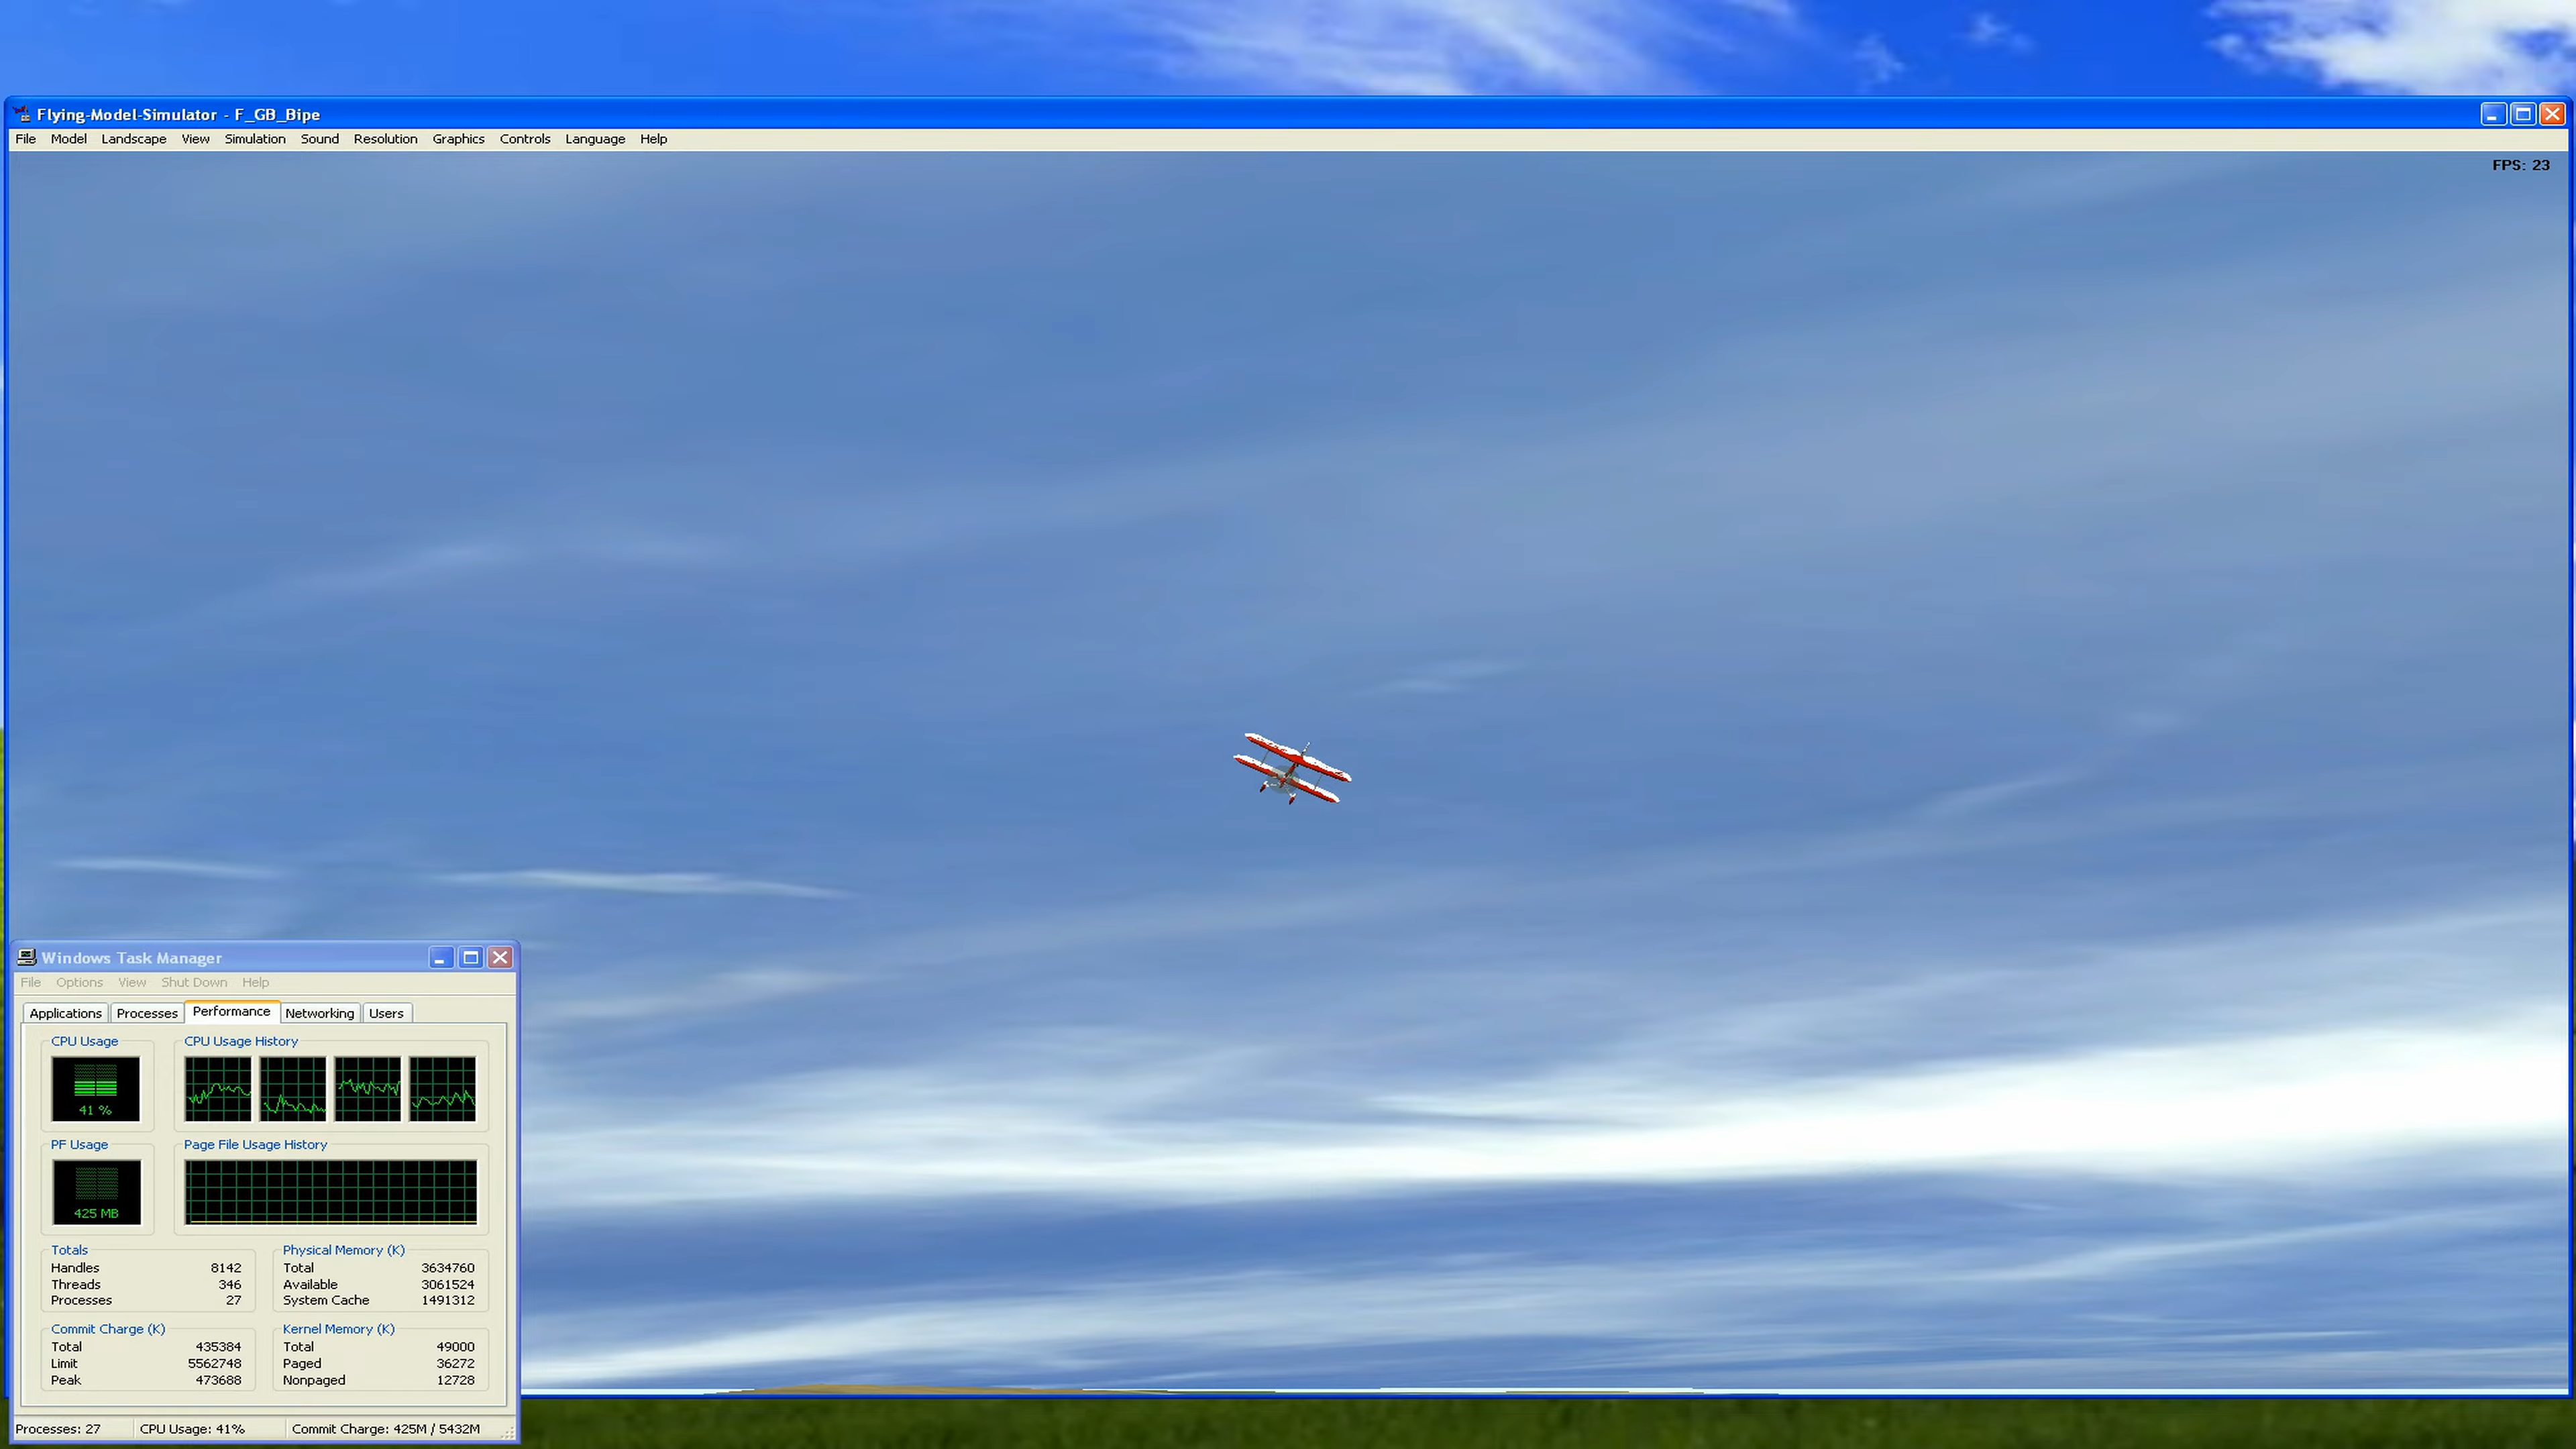 Flying-Model-Simulator - F_GB_Bipe
File Model Landscape View Simulation Sound Resolution Graphics Controls Language Help
FPS: 23
Windows Task Manager
File Options View Shut Down Help
Applications Processes Performance Networking Users
CPU Usage CPU Usage History
41 %
PF Usage Page File Usage History
425 MB
Totals
Handles 8142
Threads 346
Processes 27
Physical Memory (K)
Total 3634760
Available 3061524
System Cache 1491312
Commit Charge (K)
Total 435384
Limit 5562748
Peak 473688
Kernel Memory (K)
Total 49000
Paged 36272
Nonpaged 12728
Processes: 27 CPU Usage: 41% Commit Charge: 425M / 5432M